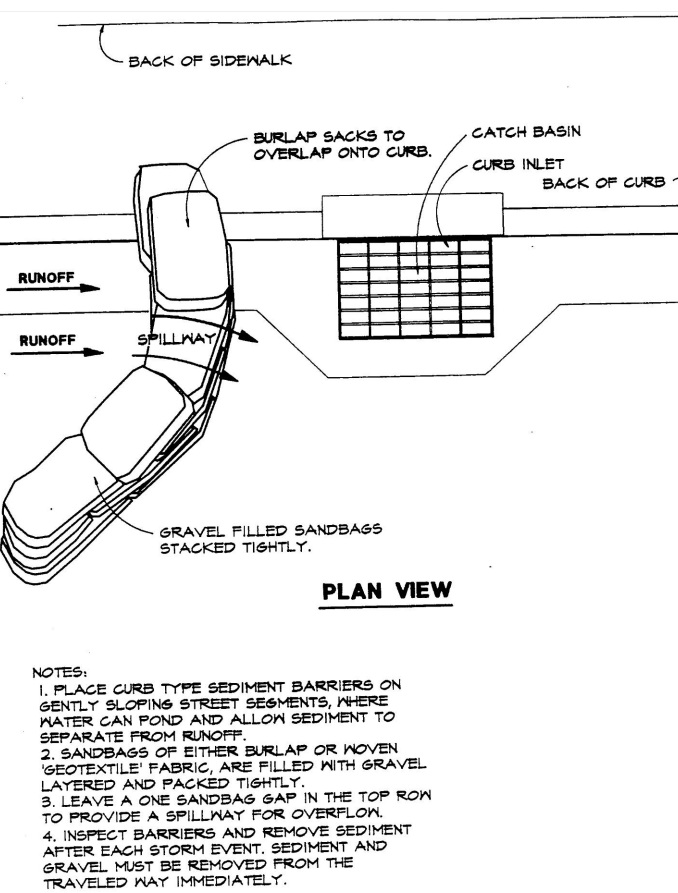 BACK OF SIDEWALK
BURLAP SACKS TO
OVERLAP ONTO CURB.
CATCH BASIN
CURB INLET
BACK OF CURB
RUNOFF
RUNOFF
SPILLWAY
GRAVEL FILLED SANDBAGS
STACKED TIGHTLY.
PLAN VIEW
NOTES:
1. PLACE CURB TYPE SEDIMENT BARRIERS ON
GENTLY SLOPING STREET SEGMENTS, WHERE
WATER CAN POND AND ALLOW SEDIMENT TO
SEPARATE FROM RUNOFF.
2. SANDBAGS OF EITHER BURLAP OR WOVEN
'GEOTEXTILE' FABRIC, ARE FILLED WITH GRAVEL
LAYERED AND PACKED TIGHTLY.
3. LEAVE A ONE SANDBAG GAP IN THE TOP ROW
TO PROVIDE A SPILLWAY FOR OVERFLOW.
4. INSPECT BARRIERS AND REMOVE SEDIMENT
AFTER EACH STORM EVENT. SEDIMENT AND
GRAVEL MUST BE REMOVED FROM THE
TRAVELED WAY IMMEDIATELY.